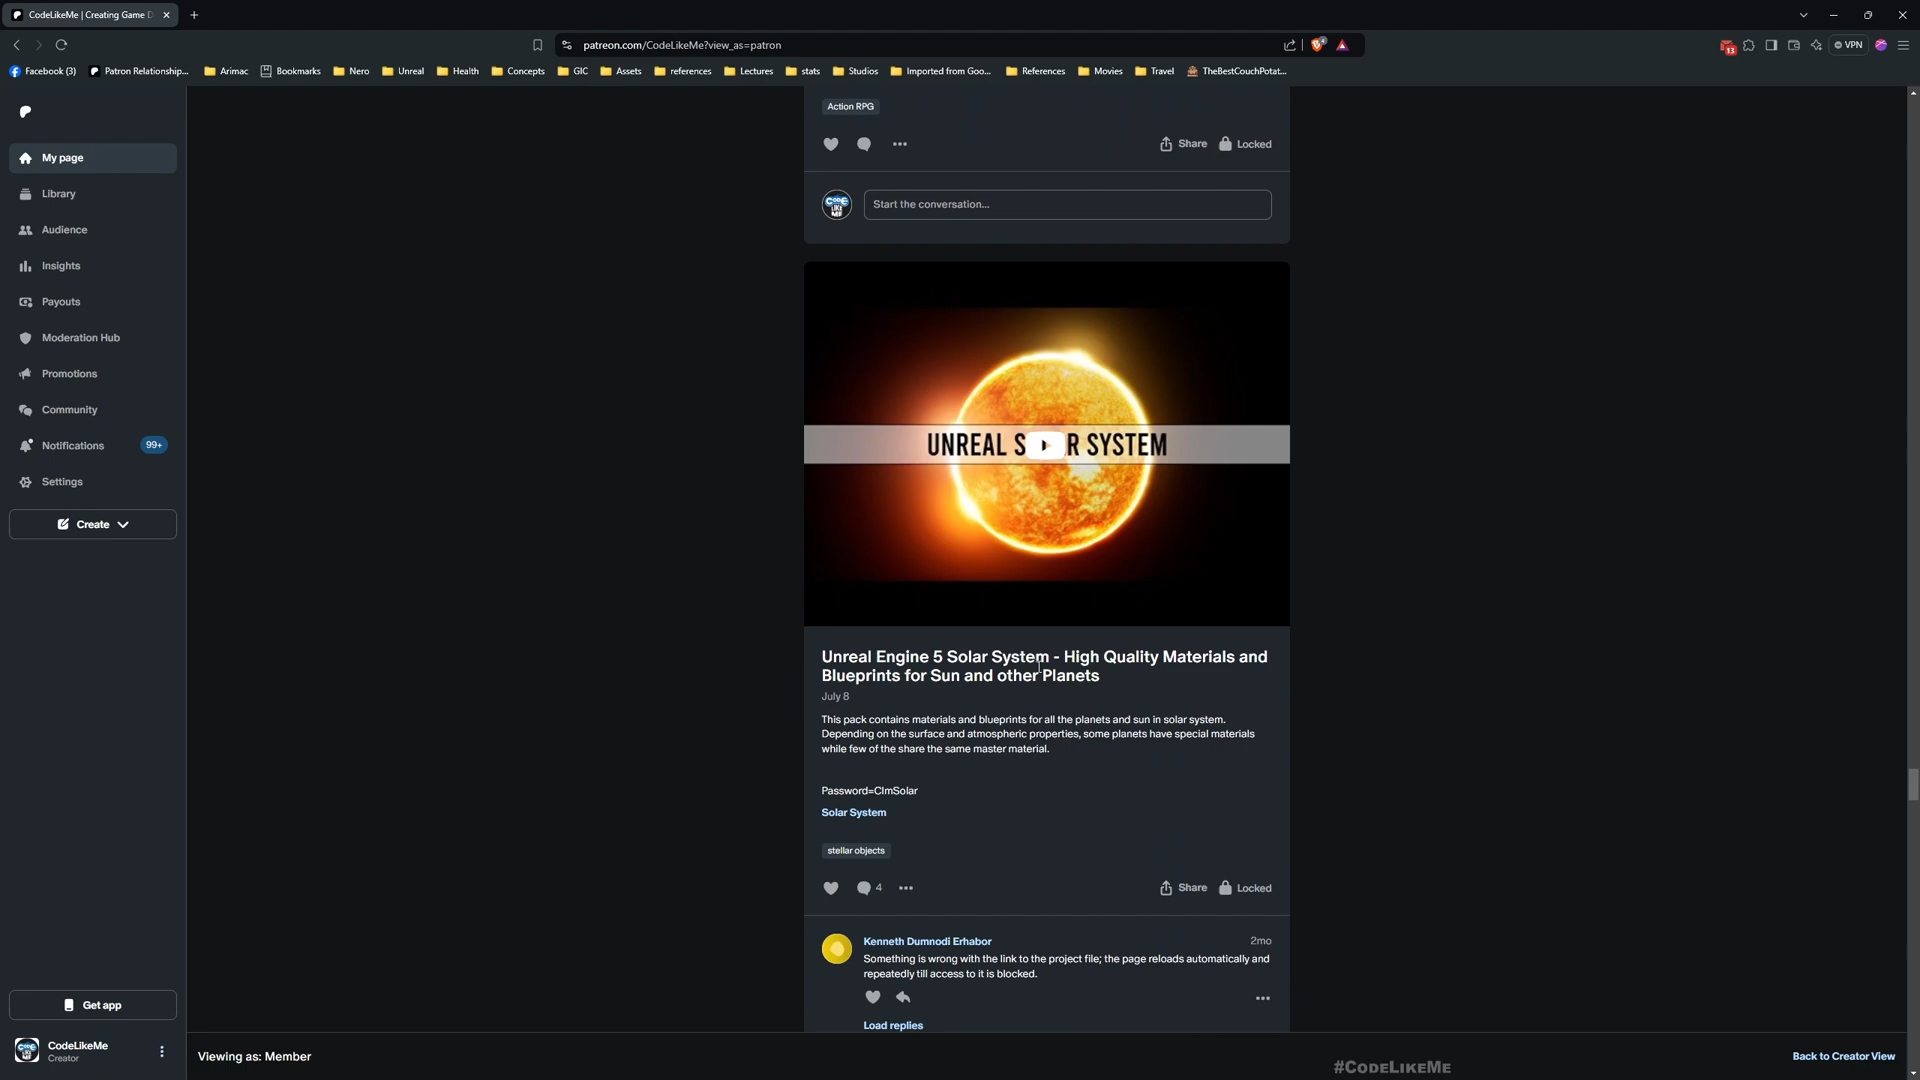 CodeLikeMe | Creating Game D
patreon.com/CodeLikeMe?view_as=patron
13
4
VPN
Facebook (3)
Patron Relationship...
Arimac
Bookmarks
Nero
Unreal
Health
Concepts
GIC
Assets
references
Lectures
stats
Studios
Imported from Goo...
References
Movies
Travel
TheBestCouchPotat...
My page
Library
Audience
Insights
Payouts
Moderation Hub
Promotions
Community
Notifications 99+
Settings
Create
Get app
CodeLikeMe
Creator
Action RPG
Share Locked
CODE
LIKE
ME
Start the conversation...
UNREAL S R SYSTEM
Unreal Engine 5 Solar System - High Quality Materials and
Blueprints for Sun and other Planets
July 8
This pack contains materials and blueprints for all the planets and sun in solar system.
Depending on the surface and atmospheric properties, some planets have special materials
while few of the share the same master material.
Password=ClmSolar
Solar System
stellar objects
4
Share Locked
Kenneth Dumnodi Erhabor 2mo
Something is wrong with the link to the project file; the page reloads automatically and
repeatedly till access to it is blocked.
Load replies
Viewing as: Member
#CodeLikeMe
Back to Creator View